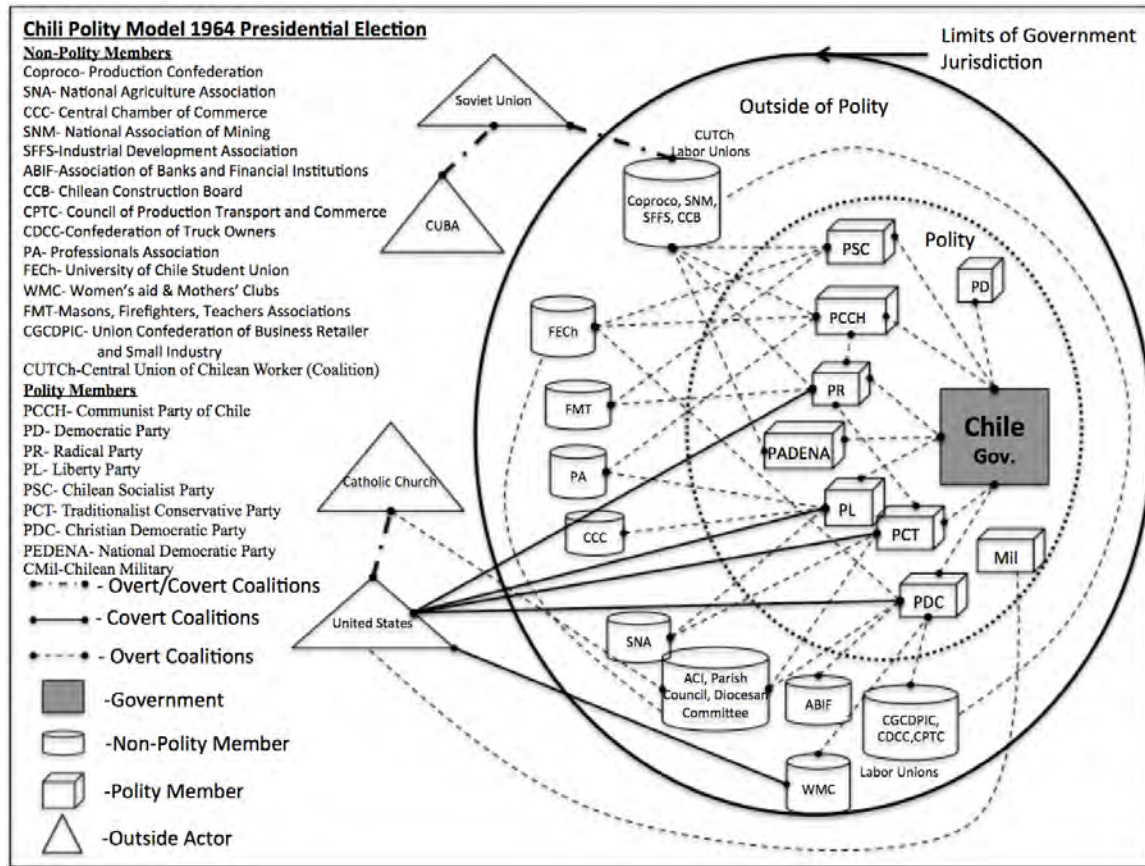 Chili Polity Model 1964 Presidential Election
Non-Polity Members
Coproco- Production Confederation
SNA- National Agriculture Association
CCC- Central Chamber of Commerce
SNM- National Association of Mining
SFFS-Industrial Development Association
ABIF-Association of Banks and Financial Institutions
CCB- Chilean Construction Board
CPTC- Council of Production Transport and Commerce
CDCC-Confederation of Truck Owners
PA- Professionals Association
FECh- University of Chile Student Union
WMC- Women's aid & Mothers' Clubs
FMT-Masons, Firefighters, Teachers Associations
CGCDPIC- Union Confederation of Business Retailer
and Small Industry
CUTCh-Central Union of Chilean Worker (Coalition)
Polity Members
PCCH- Communist Party of Chile
PD- Democratic Party
PR- Radical Party
PL- Liberty Party
PSC- Chilean Socialist Party
PCT- Traditionalist Conservative Party
PDC- Christian Democratic Party
PEDENA- National Democratic Party
CMil-Chilean Military
- Overt/Covert Coalitions
- Covert Coalitions
- Overt Coalitions
-Government
-Non-Polity Member
-Polity Member
-Outside Actor
Limits of Government
Jurisdiction
Outside of Polity
Soviet Union
CUBA
CUTCh
Labor Unions
Coproco, SNM,
SFFS, CCB
Polity
PSC
PD
PCCH
FECh
PR
FMT
PADENA
Chile
Gov.
Catholic Church
PA
PL
CCC
PCT
Mil
United States
PDC
SNA
ACI, Parish
Council, Diocesan
Committee
ABIF
CGCDPIC,
CDCC,CPTC
Labor Unions
WMC